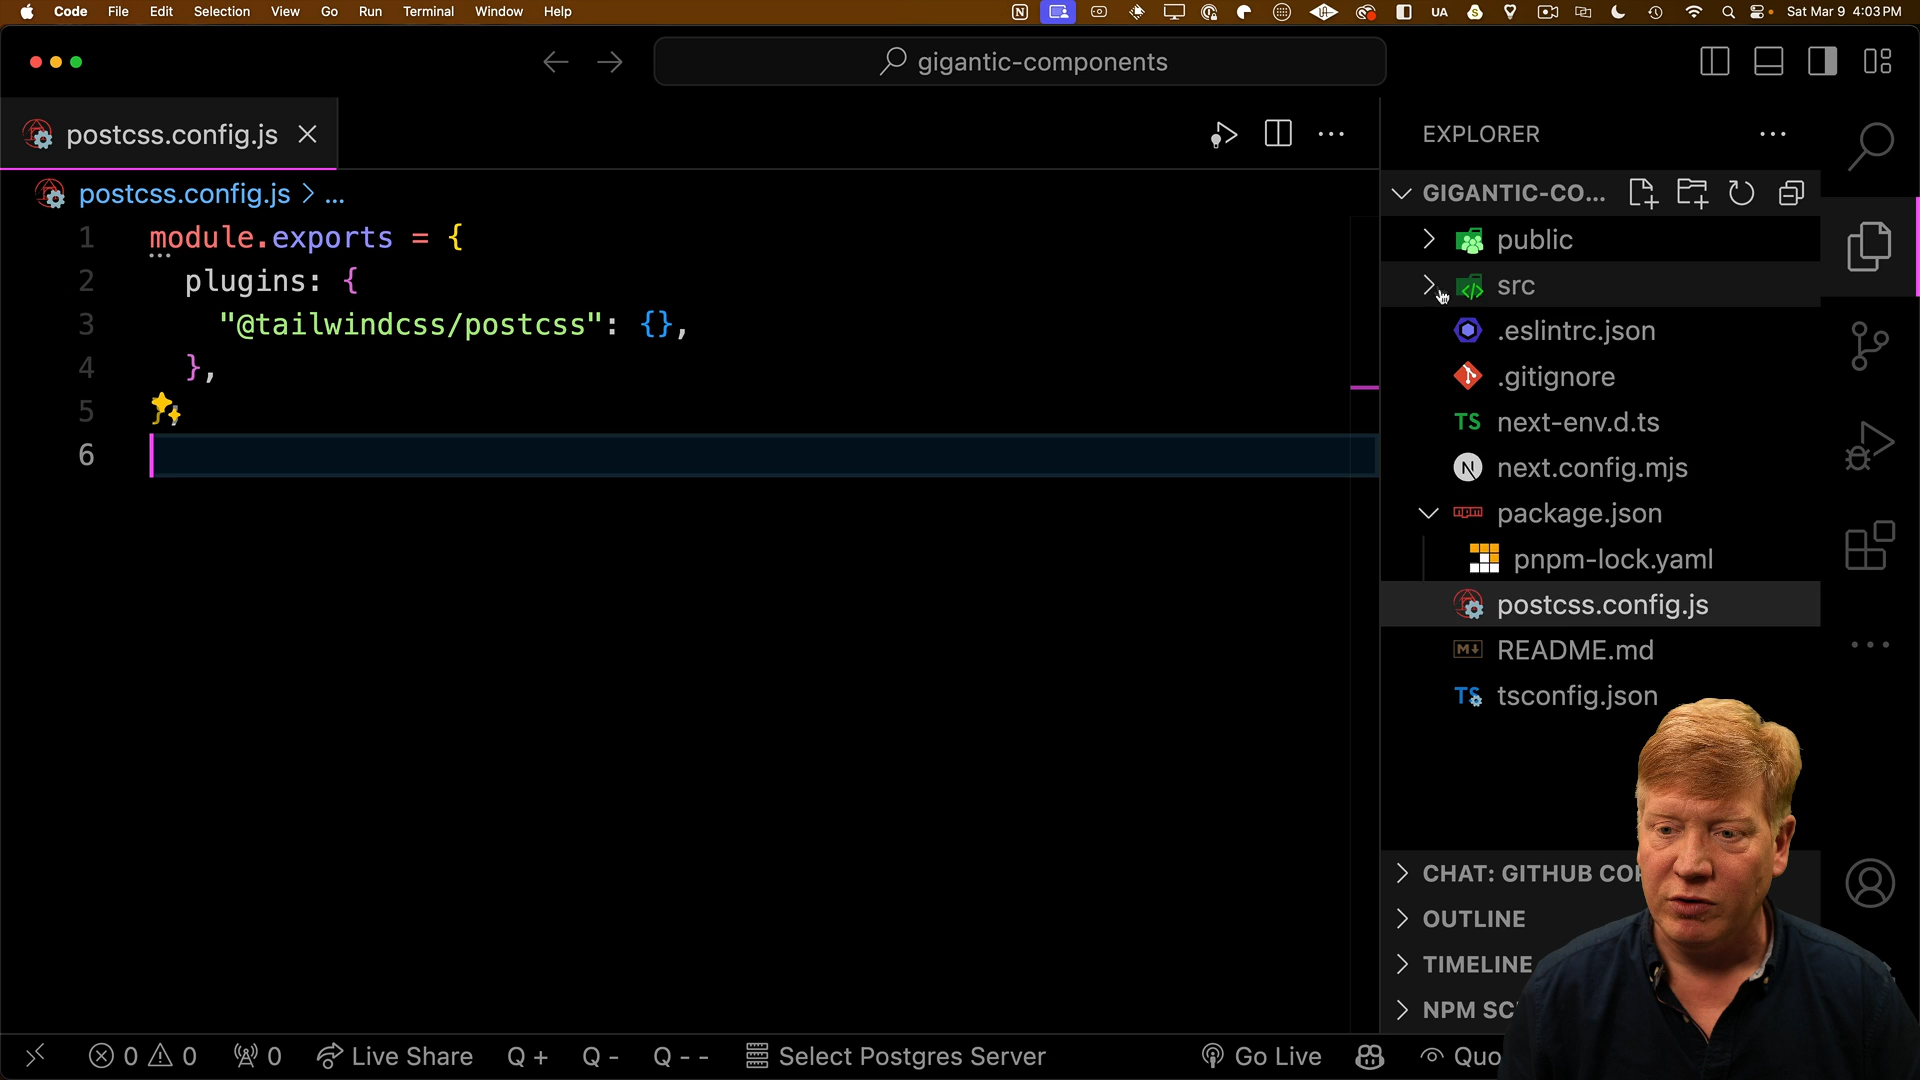 Code File Edit Selection View Go Run Terminal Window Help
UA
Sat Mar 9 4:03 PM
gigantic-components
postcss.config.js
postcss.config.js > ...
1 module.exports = {
2 plugins: {
3 "@tailwindcss/postcss": {},
4 },
5 };
6
EXPLORER
GIGANTIC-CO...
public
src
.eslintrc.json
.gitignore
TS next-env.d.ts
N next.config.mjs
package.json
pnpm-lock.yaml
postcss.config.js
README.md
TS tsconfig.json
CHAT: GITHUB
OUTLINE
TIMELINE
NPM
0 0 0 Live Share Q + Q - Q - - Select Postgres Server Go Live